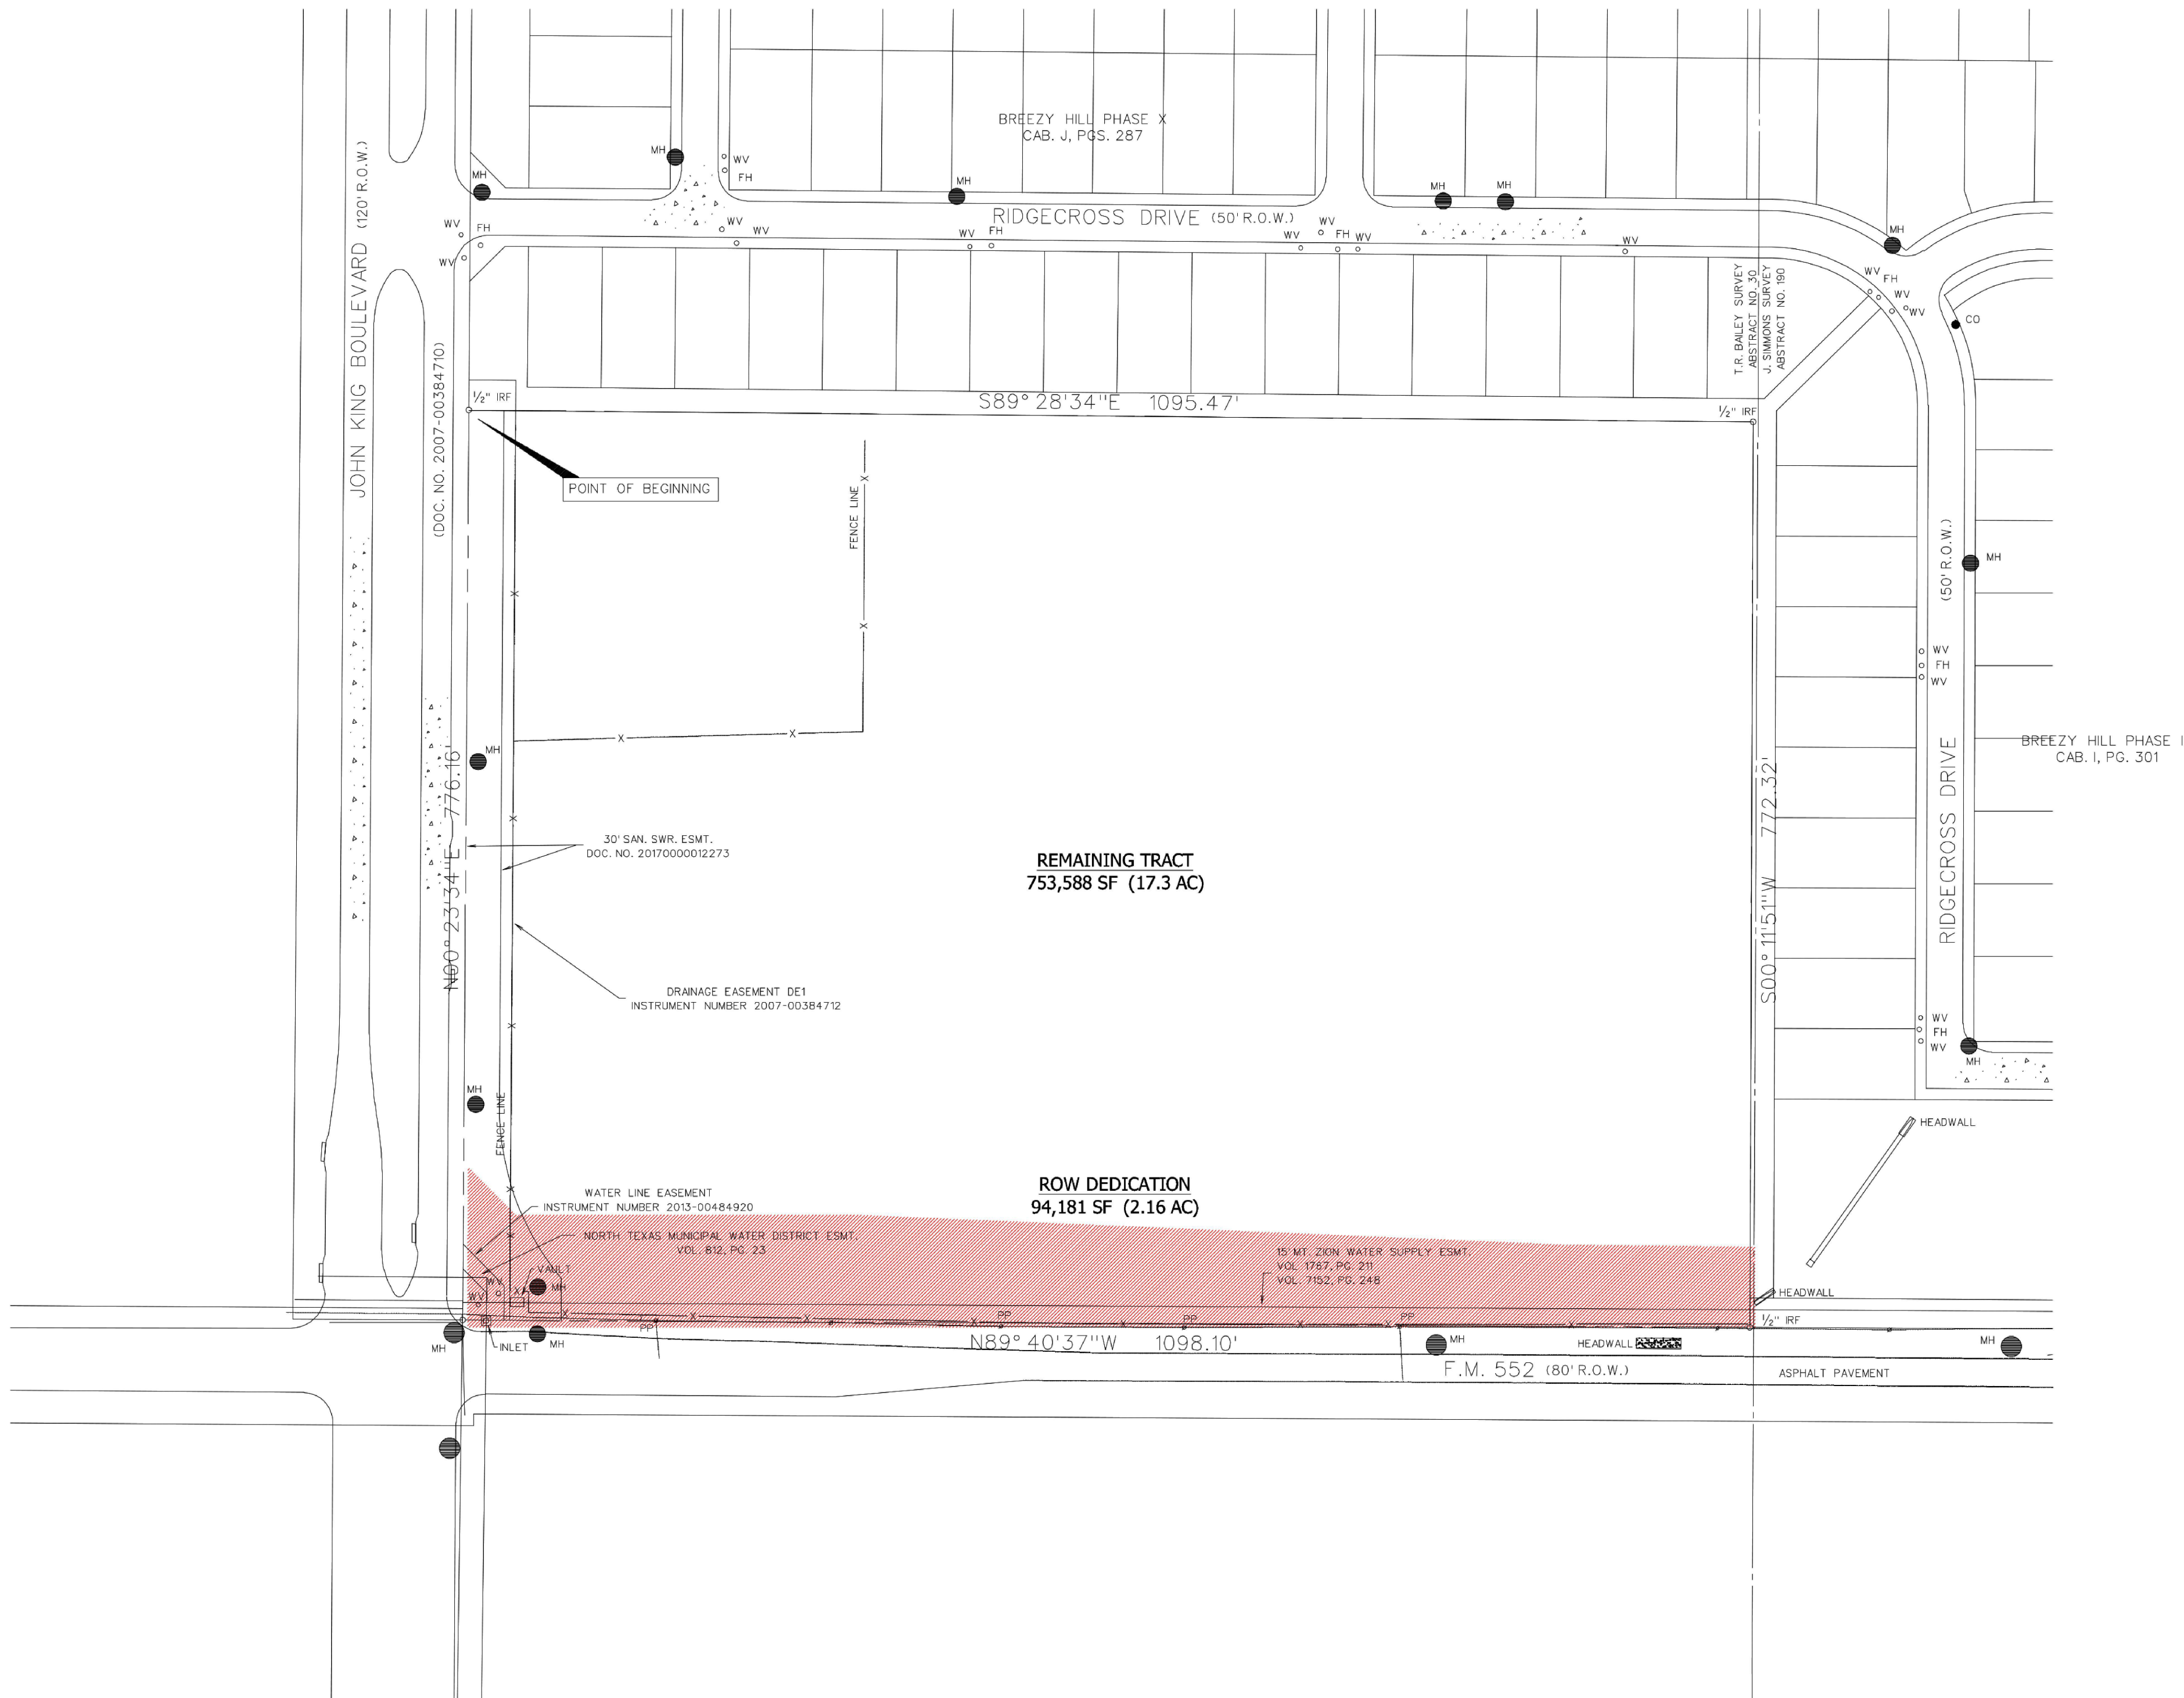 BREEZY HILL PHASE X
CAB. J, PGS. 287
MH
WV
FH
MH
MH
MH
MH
RIDGECROSS DRIVE (50' R.O.W.)
WV
FH
WV
WV
WV
WV
FH
WV
WV
FH
WV
WV
MH
WV
FH
WV
WV
CO
JOHN KING BOULEVARD (120' R.O.W.)
(DOC. NO. 2007-00384710)
T.R. BAILEY SURVEY
ABSTRACT NO. 30
J. SIMMONS SURVEY
ABSTRACT NO. 190
1/2" IRF
S89°28'34"E 1095.47'
1/2" IRF
POINT OF BEGINNING
FENCE LINE
(50' R.O.W.)
MH
WV
FH
WV
RIDGECROSS DRIVE
BREEZY HILL PHASE I
CAB. I, PG. 301
MH
N00°23'34"E 776.16'
30' SAN. SWR. ESMT.
DOC. NO. 20170000012273
REMAINING TRACT
753,588 SF (17.3 AC)
S00°11'51"W 772.32'
DRAINAGE EASEMENT DE1
INSTRUMENT NUMBER 2007-00384712
WV
FH
WV
MH
MH
FENCE LINE
HEADWALL
WATER LINE EASEMENT
INSTRUMENT NUMBER 2013-00484920
ROW DEDICATION
94,181 SF (2.16 AC)
NORTH TEXAS MUNICIPAL WATER DISTRICT ESMT.
VOL. 812, PG. 23
15' MT. ZION WATER SUPPLY ESMT.
VOL. 1767, PG. 211
VOL. 7152, PG. 248
VAULT
WV
MH
WV
HEADWALL
PP
PP
PP
PP
1/2" IRF
MH
INLET
MH
N89°40'37"W 1098.10'
MH
HEADWALL
MH
F.M. 552 (80' R.O.W.)
ASPHALT PAVEMENT